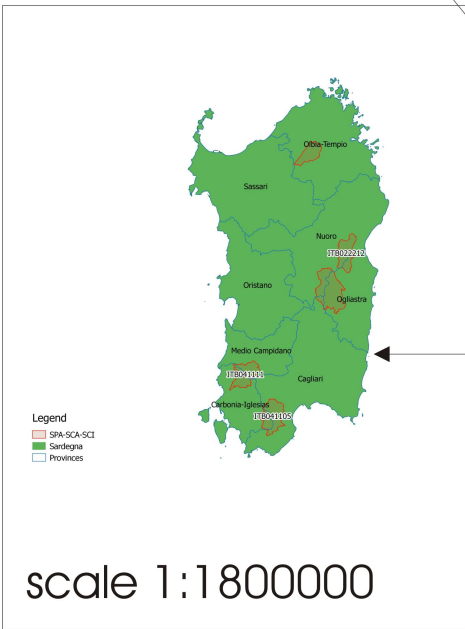 Olbia-Tempio
Sassari
Nuoro
ITB022212
Oristano
Ogliastra
Medio Campidano
ITB041111
Cagliari
Carbonia-Iglesias
ITB041105
Legend
SPA-SCA-SCI
Sardegna
Provinces
scale 1:1800000